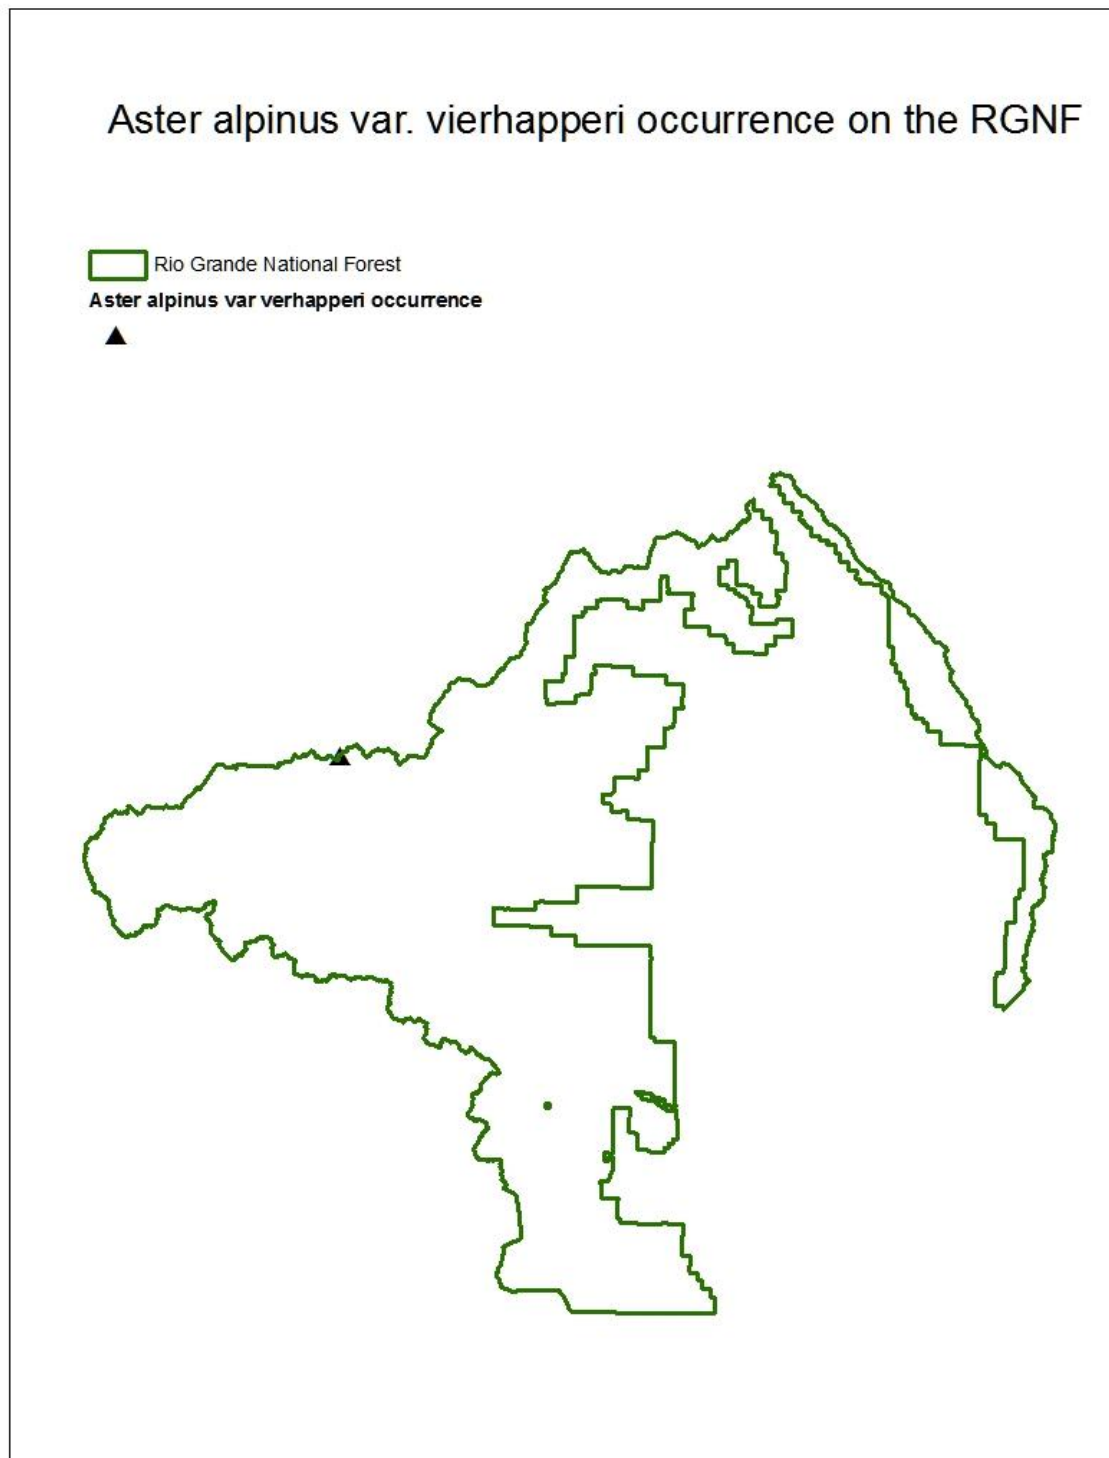 Aster alpinus var. vierhapperi occurrence on the RGNF
Rio Grande National Forest
Aster alpinus var verhapperi occurrence